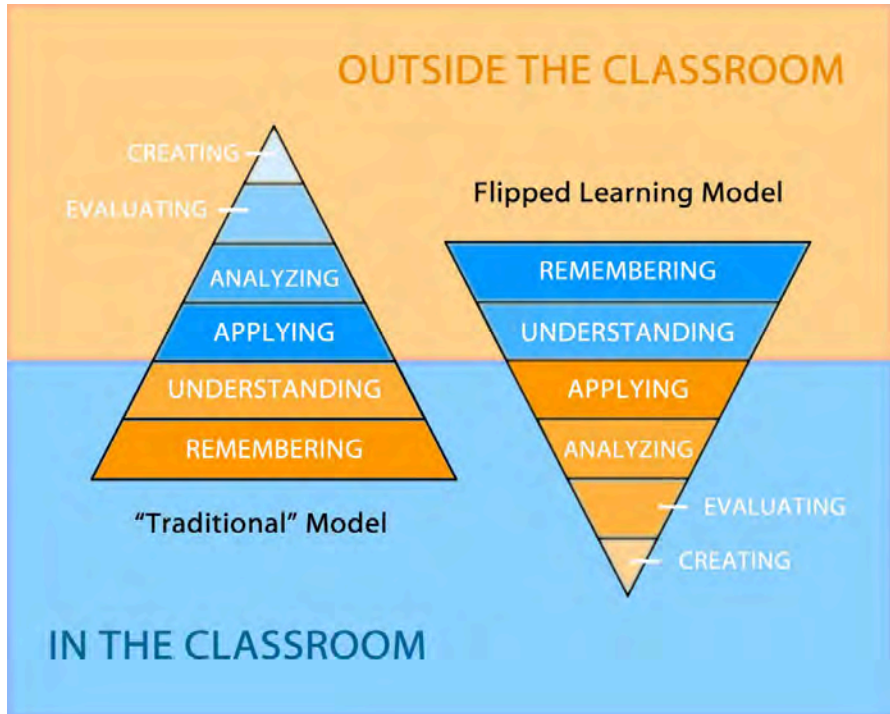 OUTSIDE THE CLASSROOM
CREATING
EVALUATING
ANALYZING
APPLYING
UNDERSTANDING
REMEMBERING
“Traditional” Model
Flipped Learning Model
REMEMBERING
UNDERSTANDING
APPLYING
ANALYZING
EVALUATING
CREATING
IN THE CLASSROOM